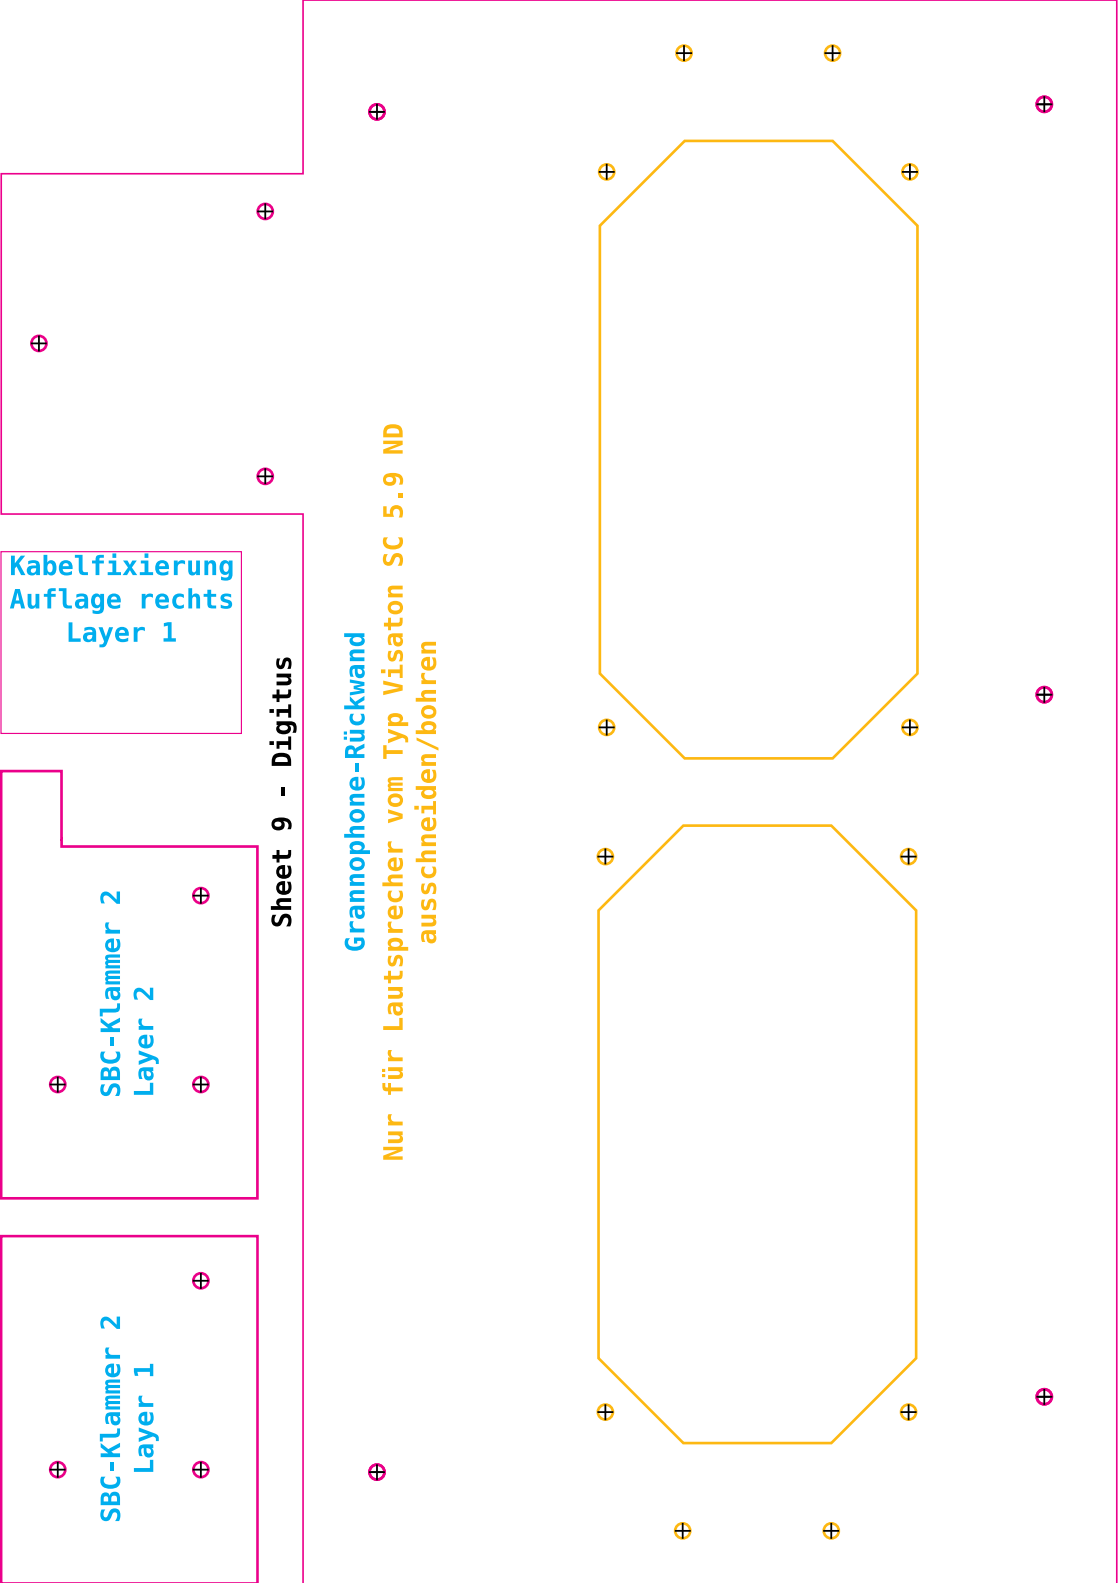 Kabelfixierung
Auflage rechts
Layer 1
Sheet 9 - Digitus
Grannophone-Rückwand
Nur für Lautsprecher vom Typ Visaton SC 5.9 ND
ausschneiden/bohren
SBC-Klammer 2
Layer 2
SBC-Klammer 2
Layer 1